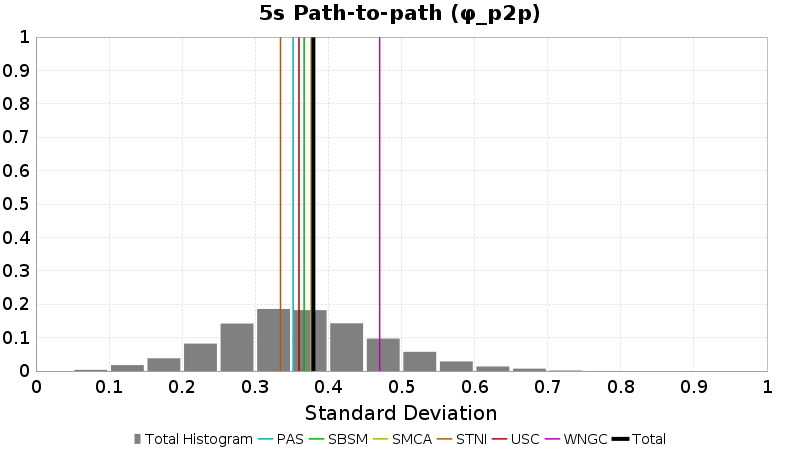 5s Path-to-path (φ_p2p)
1
0.9
0.8
0.7
0.6
0.5
0.4
0.3
0.2
0.1
0
0 0.1 0.2 0.3 0.4 0.5 0.6 0.7 0.8 0.9 1
Standard Deviation
Total Histogram PAS SBSM SMCA STNI USC WNGC Total